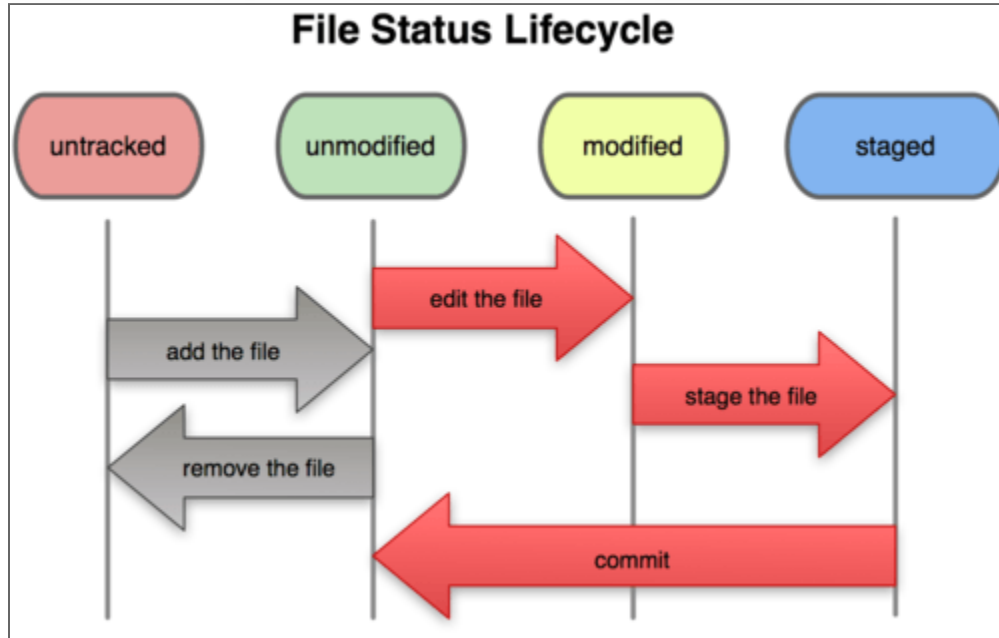 File Status Lifecycle
untracked
unmodified
modified
staged
edit the file
add the file
stage the file
remove the file
commit